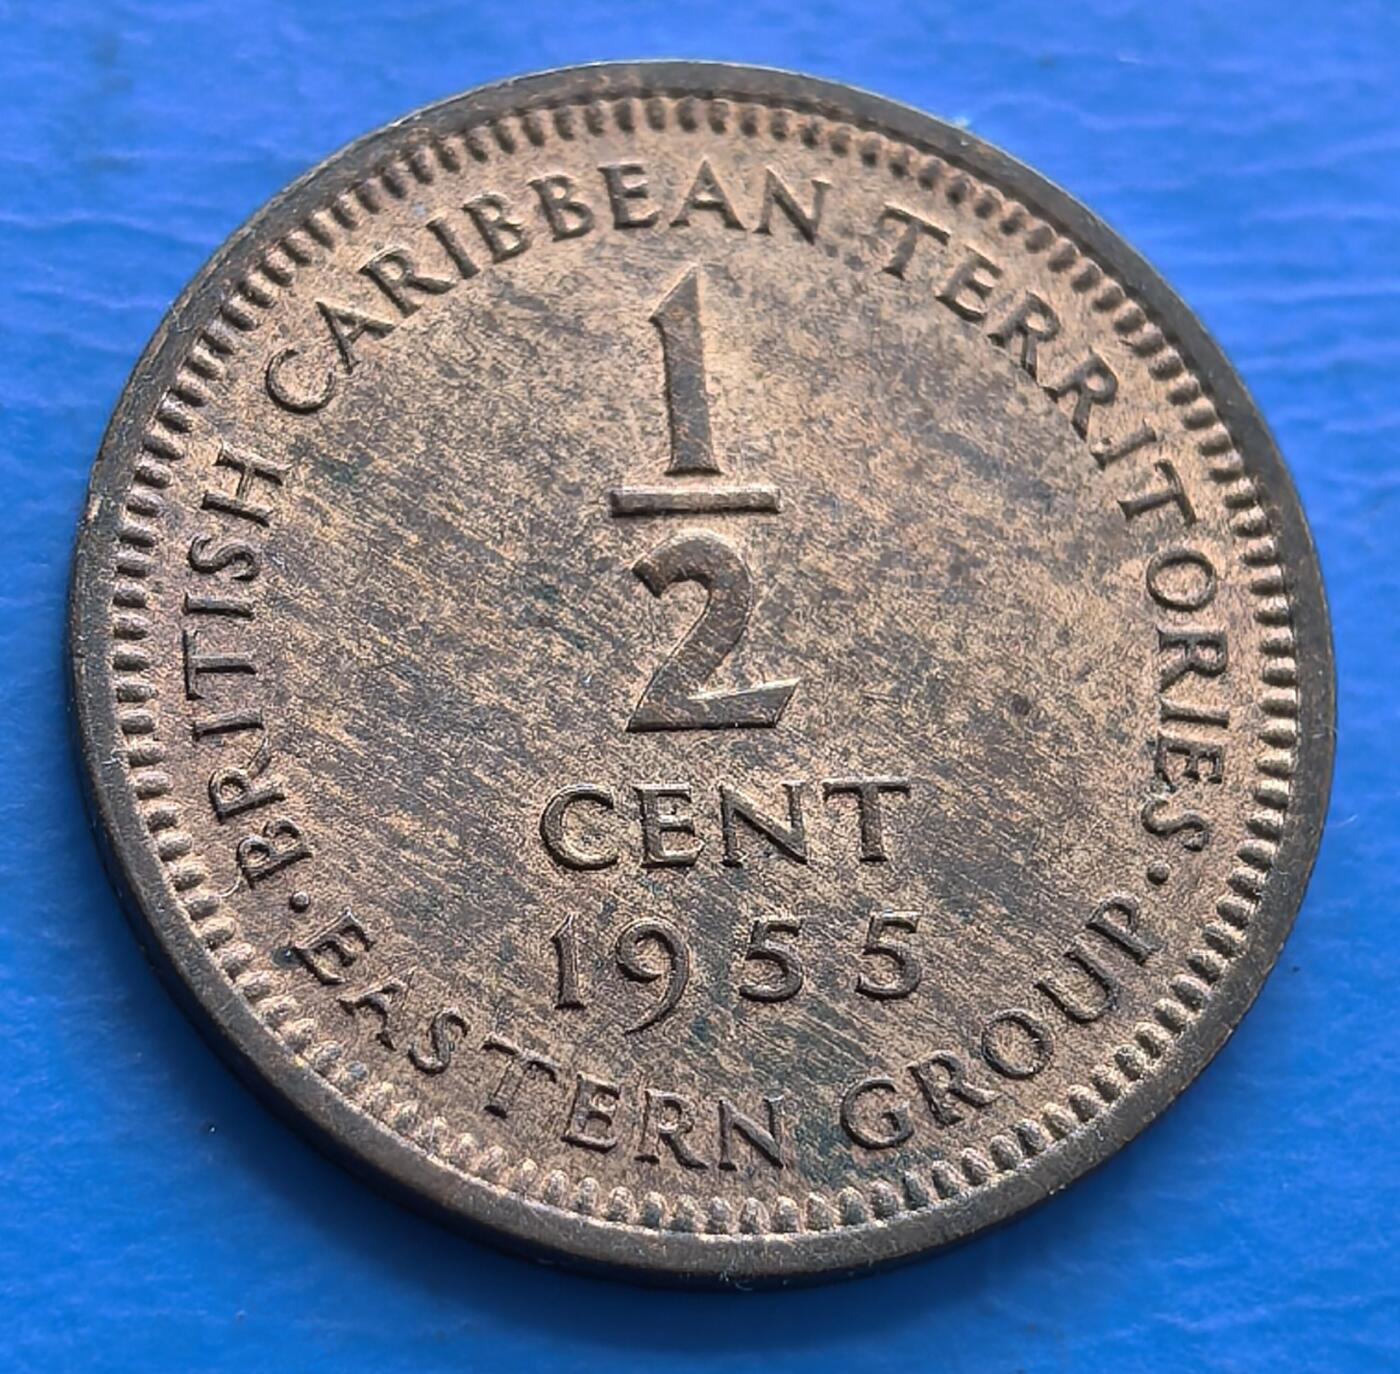 BRITISH CARIBBEAN TERRITORIES ·
1
2
CENT
1955
· EASTERN GROUP